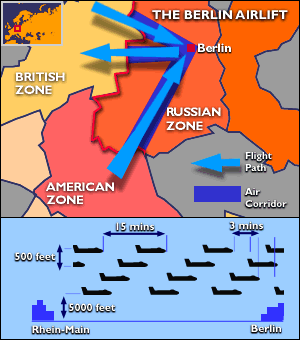 THE BERLIN AIRLIFT
Berlin
BRITISH
ZONE
RUSSIAN
ZONE
AMERICAN
ZONE
Flight
Path
Air
Corridor
15 mins
3 mins
500 feet
5000 feet
Rhein-Main
Berlin